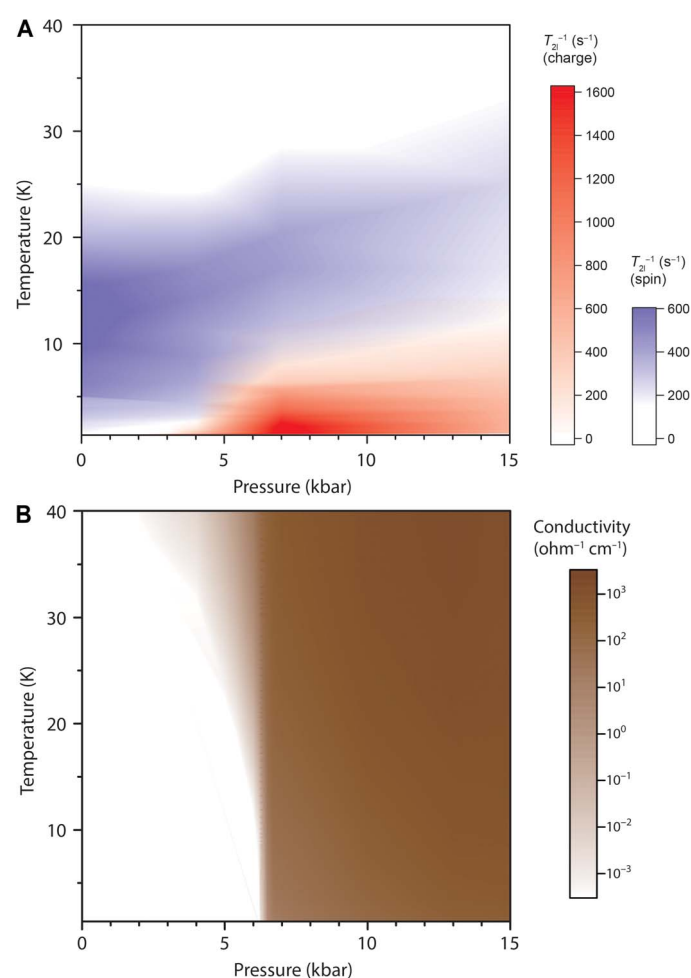 A
T2l⁻¹ (s⁻¹)
(charge)
40
30
20
10
Temperature (K)
0 5 10 15
Pressure (kbar)
1600
1400
1200
1000
800
600
400
200
0
T2l⁻¹ (s⁻¹)
(spin)
600
400
200
0
B
40
30
20
10
Temperature (K)
0 5 10 15
Pressure (kbar)
Conductivity
(ohm⁻¹ cm⁻¹)
10³
10²
10¹
10⁰
10⁻¹
10⁻²
10⁻³